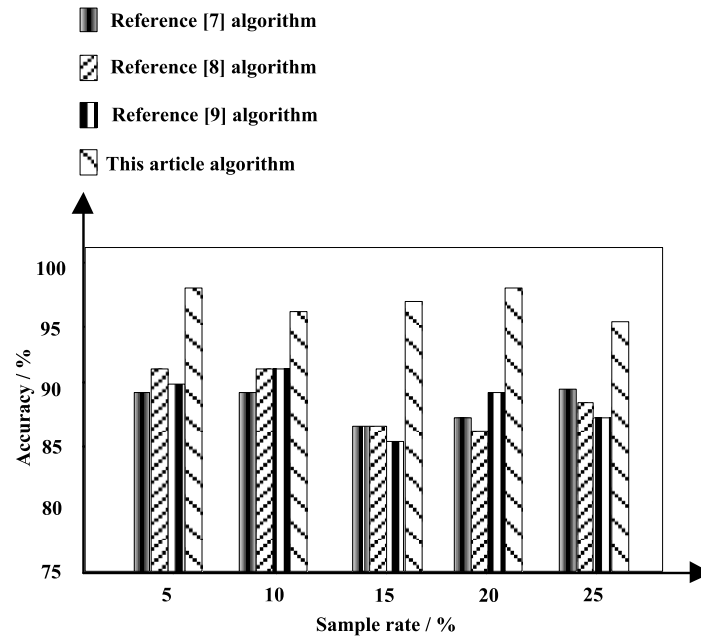 Reference [7] algorithm
Reference [8] algorithm
Reference [9] algorithm
This article algorithm
100
95
90
85
80
75
Accuracy / %
5 10 15 20 25
Sample rate / %